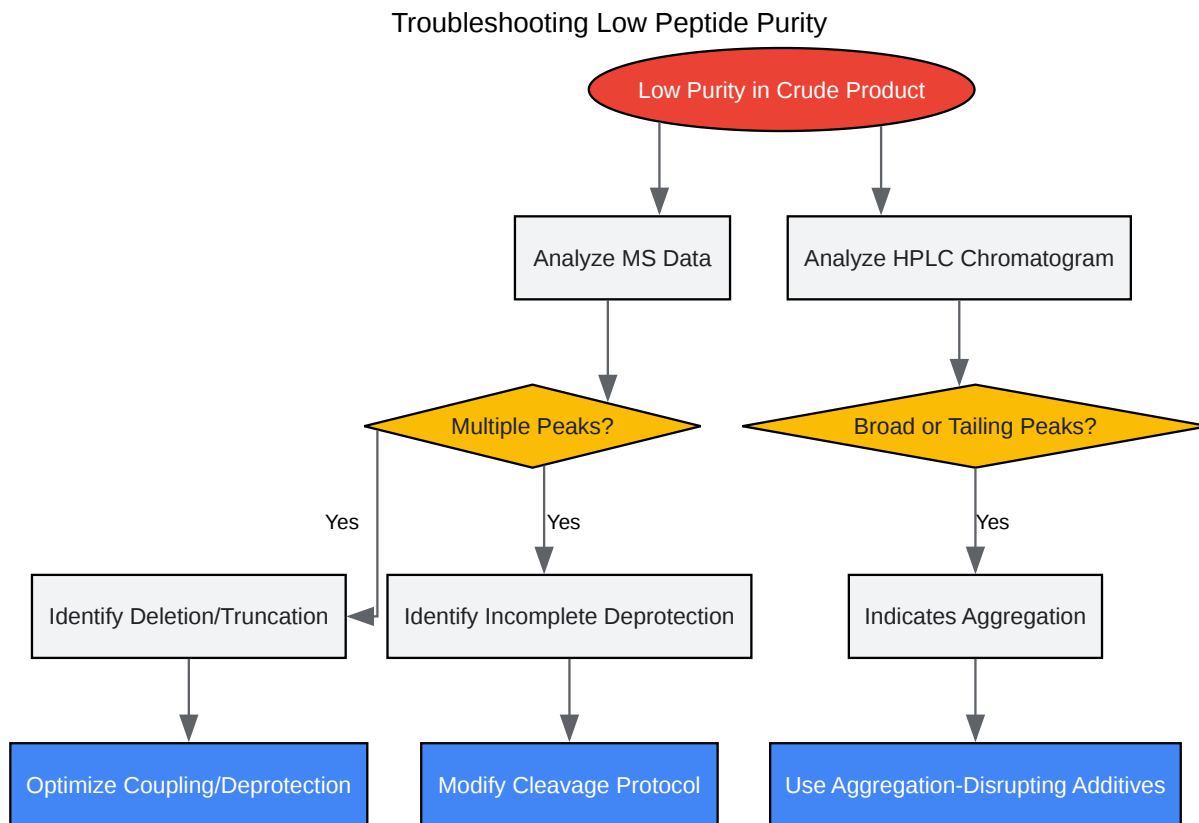 Troubleshooting Low Peptide Purity
Low Purity in Crude Product
Analyze MS Data
Analyze HPLC Chromatogram
Multiple Peaks?
Broad or Tailing Peaks?
Yes
Yes
Yes
Identify Deletion/Truncation
Identify Incomplete Deprotection
Indicates Aggregation
Optimize Coupling/Deprotection
Modify Cleavage Protocol
Use Aggregation-Disrupting Additives